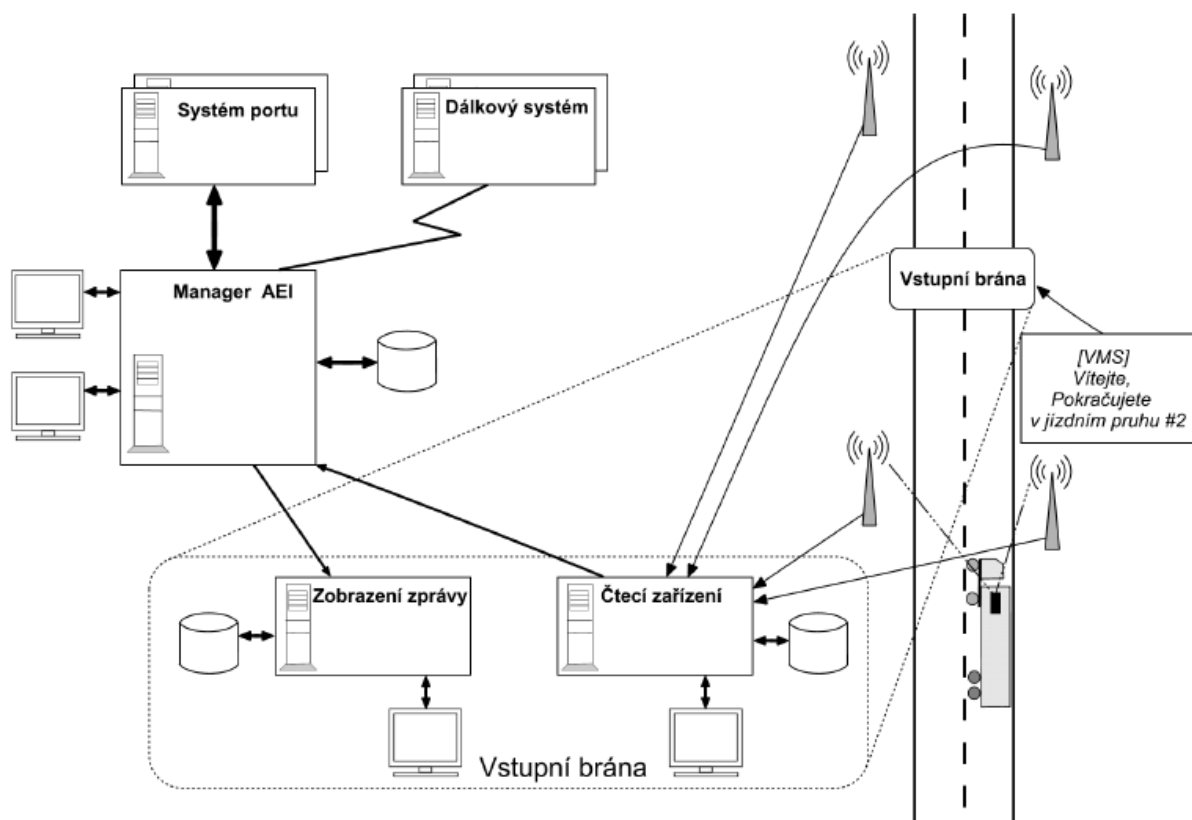 Systém portu
Dálkový systém
Manager AEI
Vstupní brána
[VMS]
Vítejte,
Pokračujete
v jízdním pruhu #2
Zobrazení zprávy
Čtecí zařízení
Vstupní brána